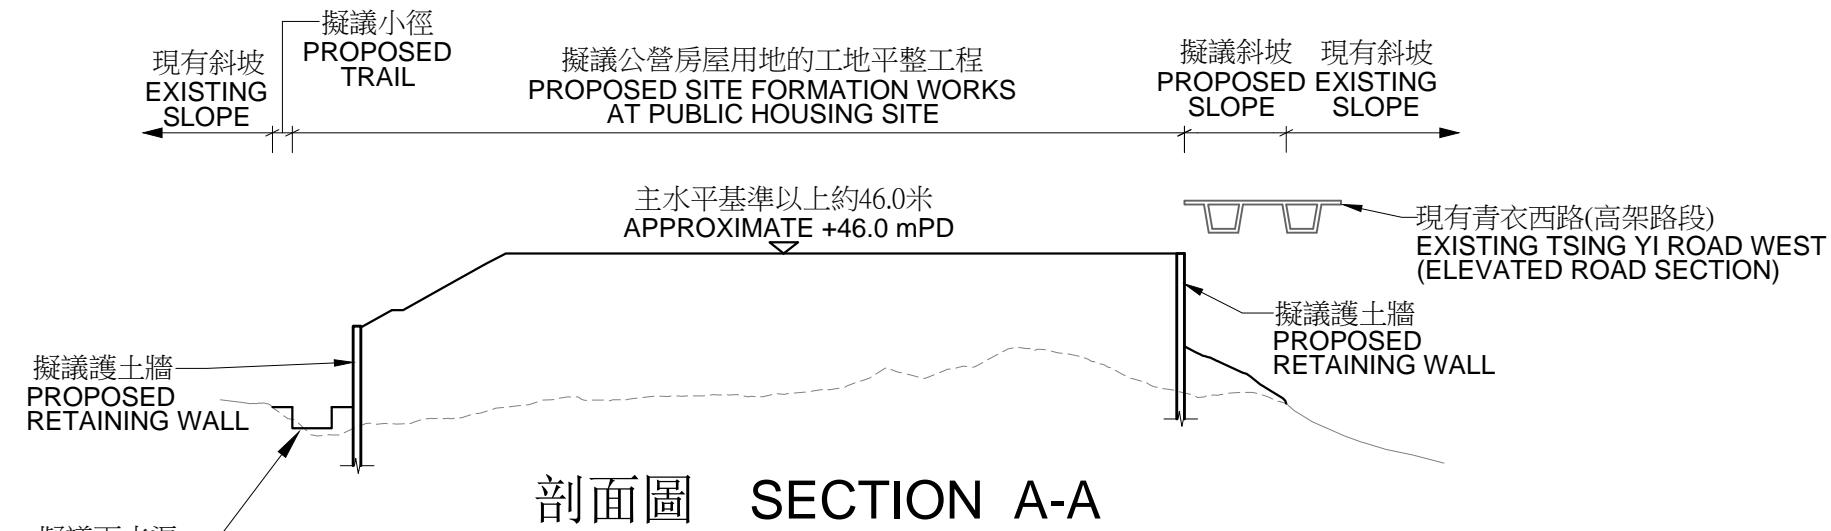 擬議小徑
PROPOSED
TRAIL
現有斜坡
EXISTING
SLOPE
擬議公營房屋用地的工地平整工程
PROPOSED SITE FORMATION WORKS
AT PUBLIC HOUSING SITE
擬議斜坡
PROPOSED
SLOPE
現有斜坡
EXISTING
SLOPE
主水平基準以上約46.0米
APPROXIMATE +46.0 mPD
現有青衣西路(高架路段)
EXISTING TSING YI ROAD WEST
(ELEVATED ROAD SECTION)
擬議護土牆
PROPOSED
RETAINING WALL
擬議護土牆
PROPOSED
RETAINING WALL
剖面圖 SECTION A-A